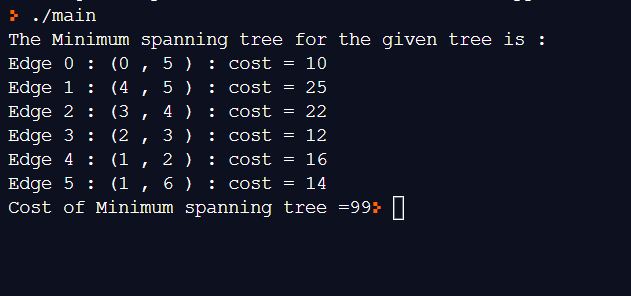 ./main
The Minimum spanning tree for the given tree is :
Edge 0 : (0 , 5 ) : cost = 10
Edge 1 : (4 , 5 ) : cost = 25
Edge 2 : (3 , 4 ) : cost = 22
Edge 3 : (2 , 3 ) : cost = 12
Edge 4 : (1 , 2 ) : cost = 16
Edge 5 : (1 , 6 ) : cost = 14
Cost of Minimum spanning tree =99